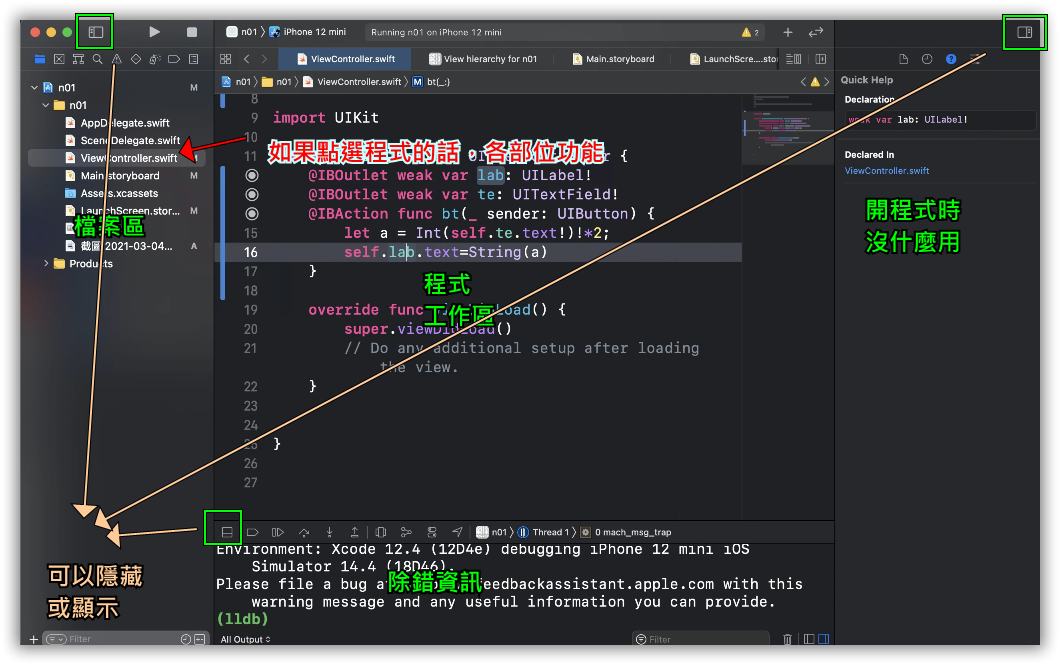 n01 〉 iPhone 12 mini
Running n01 on iPhone 12 mini
2
ViewController.swift
View hierarchy for n01
Main.storyboard
LaunchScre....stor
n01 M
n01
AppDelegate.swift
SceneDelegate.swift
ViewController.swift M
Main.storyboard M
Assets.xcassets
LaunchScreen.stor... M
截圖 2021-03-04... A
Products
檔案區
可以隱藏
或顯示
Filter
n01 〉 n01 〉 ViewController.swift 〉 M bt(_:)
8
9 import UIKit
10
如果點選程式的話，各部位功能
11 {
@IBOutlet weak var lab: UILabel!
@IBOutlet weak var te: UITextField!
@IBAction func bt(_ sender: UIButton) {
15 let a = Int(self.te.text!)!*2;
16 self.lab.text=String(a)
17 }
18
程式
工作區
19 override func viewDidLoad() {
20 super.viewDidLoad()
21 // Do any additional setup after loading
the view.
22 }
23
24
25 }
26
27
n01 〉 Thread 1 〉 0 mach_msg_trap
Environment: Xcode 12.4 (12D4e) debugging iPhone 12 mini iOS
Simulator 14.4 (18D46).
Please file a bug at feedbackassistant.apple.com with this
warning message and any useful information you can provide.
(lldb)
除錯資訊
All Output
Filter
Quick Help
Declaration
weak var lab: UILabel!
Declared In
ViewController.swift
開程式時
沒什麼用